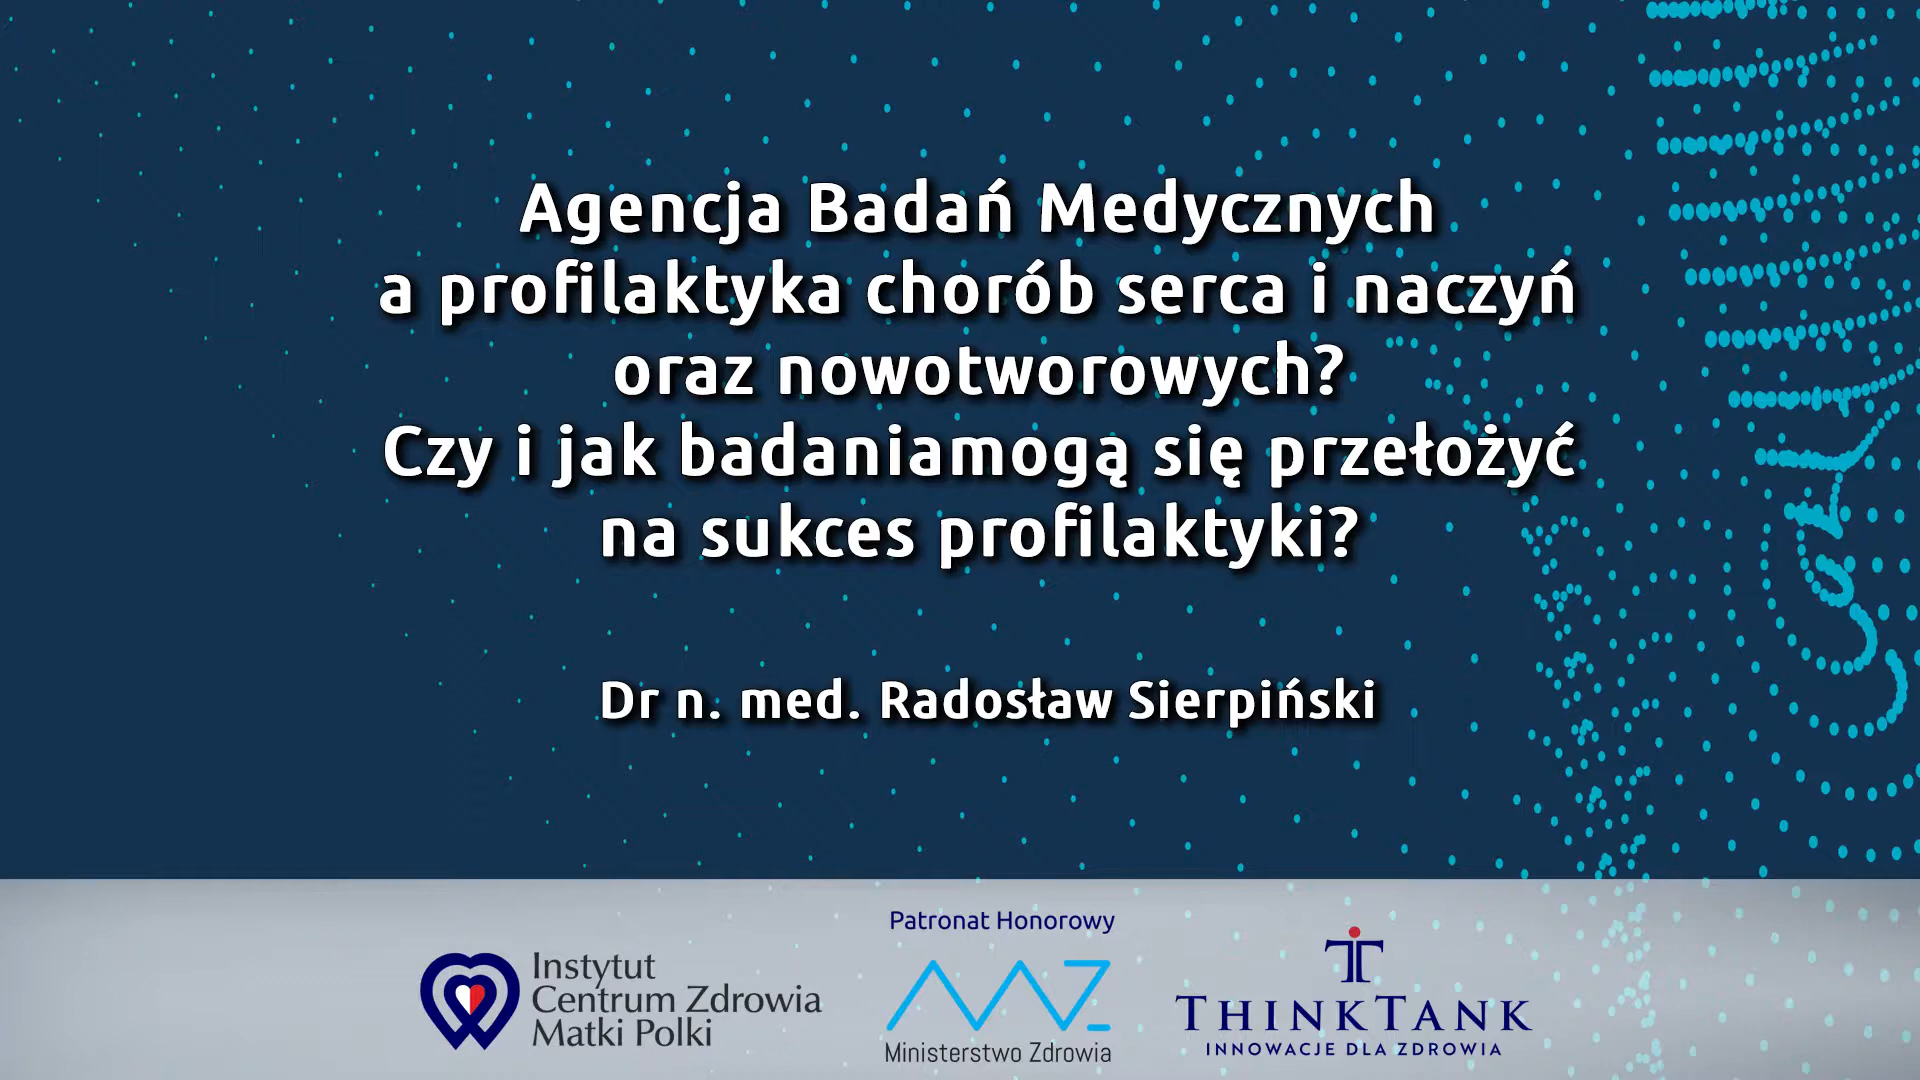 Agencja Badań Medycznych
a profilaktyka chorób serca i naczyń
oraz nowotworowych?
Czy i jak badaniamogą się przełożyć
na sukces profilaktyki?
Dr n. med. Radosław Sierpiński
Patronat Honorowy
Instytut
Centrum Zdrowia
Matki Polki
MZ
Ministerstwo Zdrowia
T
THINKTANK
INNOWACJE DLA ZDROWIA